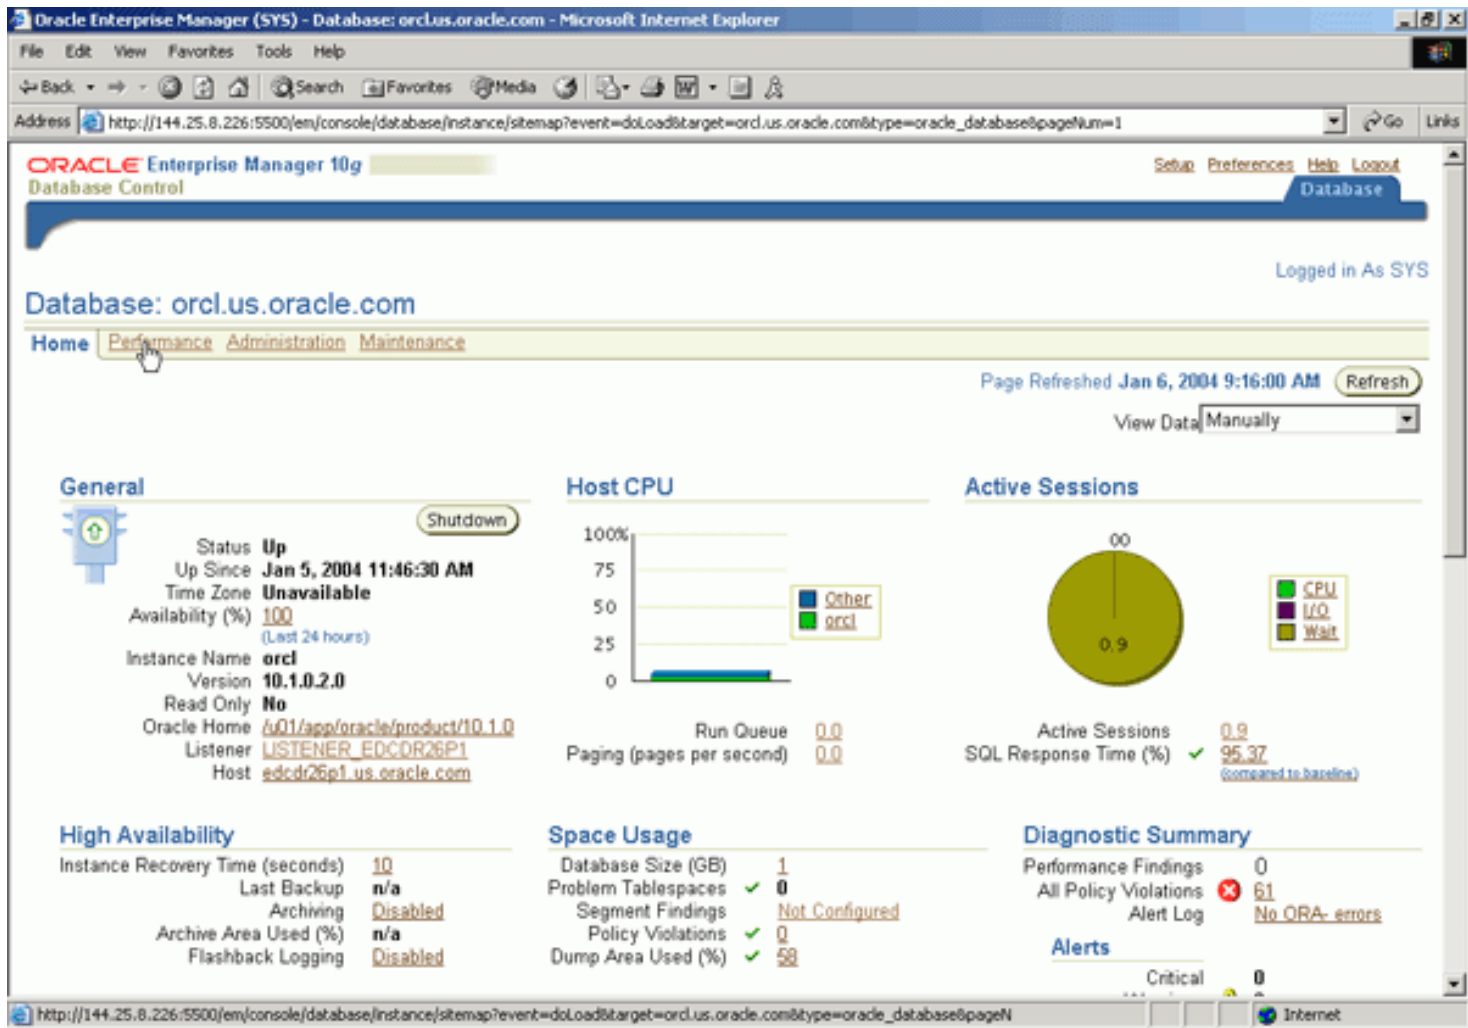 Oracle Enterprise Manager (SYS) - Database: orcl.us.oracle.com - Microsoft Internet Explorer
File Edit View Favorites Tools Help
Back Search Favorites Media
Address http://144.25.8.226:5500/em/console/database/instance/sitemap?event=doLoad&target=orcl.us.oracle.com&type=oracle_database&pageNum=1 Go Links
ORACLE Enterprise Manager 10g
Database Control
Setup Preferences Help Logout
Database
Logged in As SYS
Database: orcl.us.oracle.com
Home Performance Administration Maintenance
Page Refreshed Jan 6, 2004 9:16:00 AM Refresh
View Data Manually
General
Shutdown
Status Up
Up Since Jan 5, 2004 11:46:30 AM
Time Zone Unavailable
Availability (%) 100
(Last 24 hours)
Instance Name orcl
Version 10.1.0.2.0
Read Only No
Oracle Home /u01/app/oracle/product/10.1.0
Listener LISTENER_EDCDR26P1
Host edcdr26p1.us.oracle.com
Host CPU
100%
75
50
25
0
Other
orcl
Run Queue 0.0
Paging (pages per second) 0.0
Active Sessions
00
0.9
CPU
I/O
Wait
Active Sessions 0.9
SQL Response Time (%) 95.37
(compared to baseline)
High Availability
Instance Recovery Time (seconds) 10
Last Backup n/a
Archiving Disabled
Archive Area Used (%) n/a
Flashback Logging Disabled
Space Usage
Database Size (GB) 1
Problem Tablespaces 0
Segment Findings Not Configured
Policy Violations 0
Dump Area Used (%) 58
Diagnostic Summary
Performance Findings 0
All Policy Violations 61
Alert Log No ORA- errors
Alerts
Critical 0
http://144.25.8.226:5500/em/console/database/instance/sitemap?event=doLoad&target=orcl.us.oracle.com&type=oracle_database&pageN
Internet